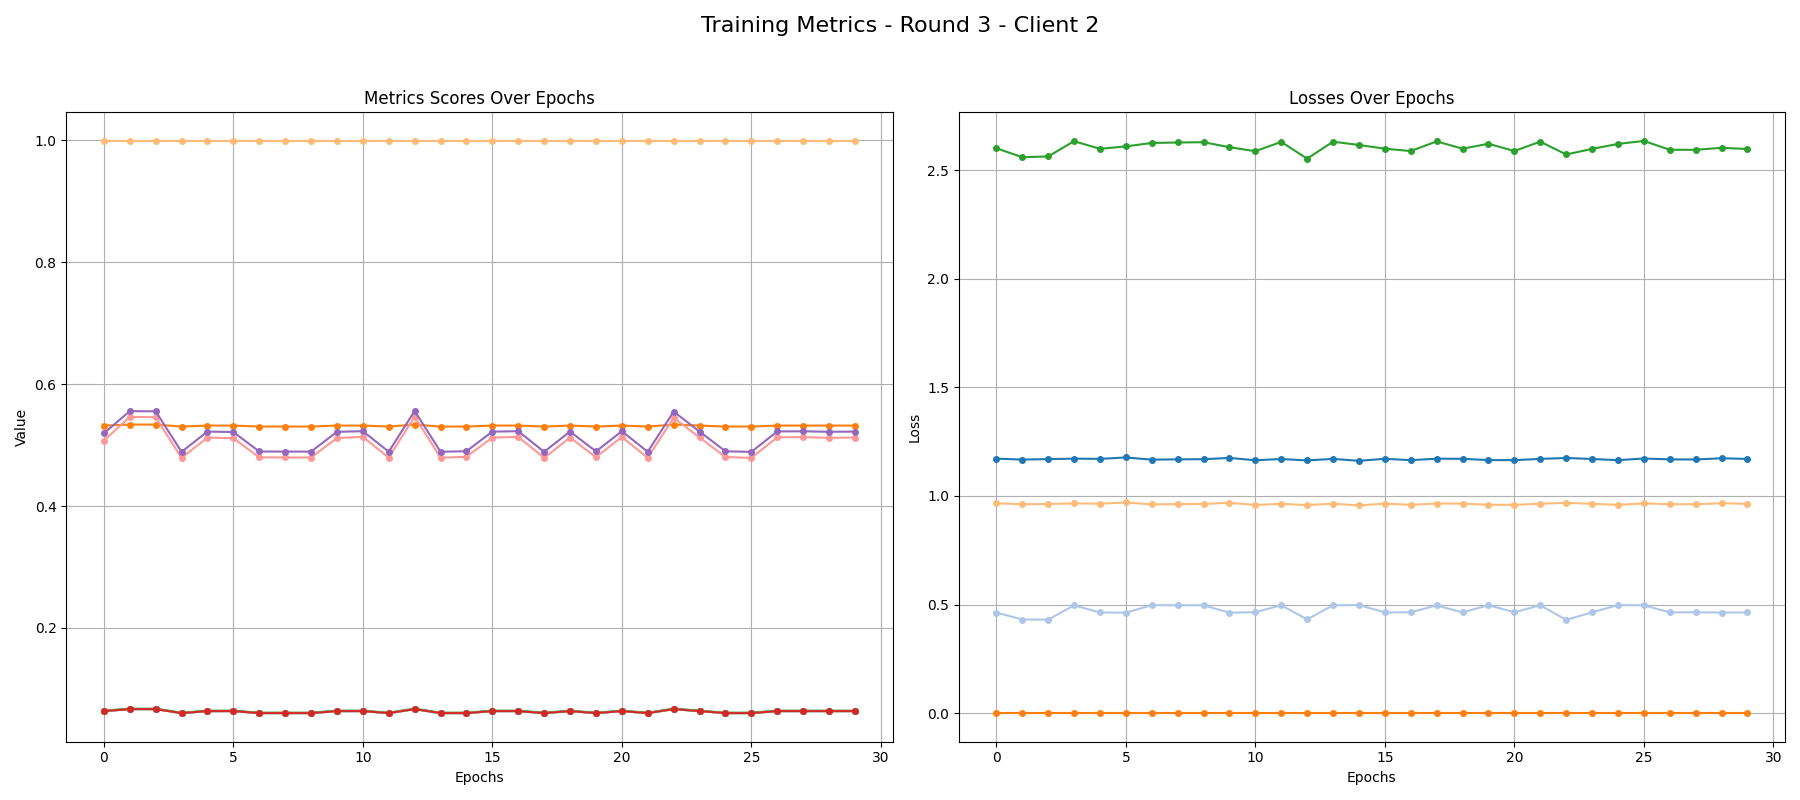 Training Metrics - Round 3 - Client 2
Metrics Scores Over Epochs
1.0
0.8
0.6
0.4
0.2
Value
0 5 10 15 20 25 30
Epochs
Losses Over Epochs
2.5
2.0
1.5
1.0
0.5
0.0
Loss
0 5 10 15 20 25 30
Epochs